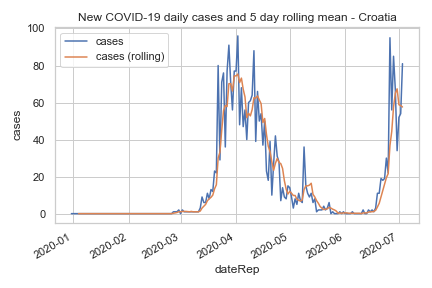 New COVID-19 daily cases and 5 day rolling mean - Croatia
cases
cases (rolling)
100
80
60
40
20
0
cases
2020-01
2020-02
2020-03
2020-04
2020-05
2020-06
2020-07
dateRep